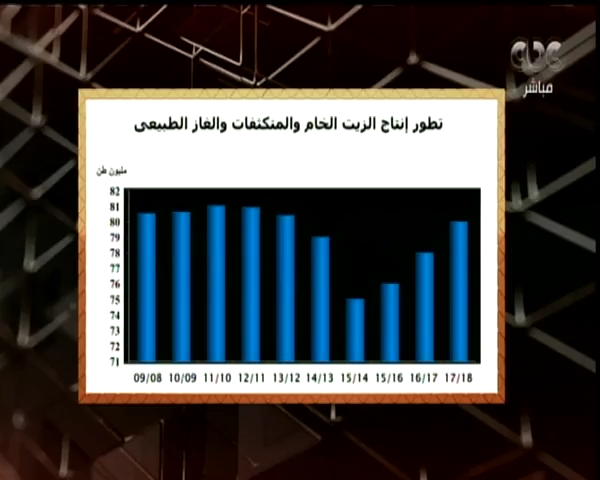 cbc
مباشر
تطور إنتاج الزيت الخام والمتكثفات والغاز الطبيعى
مليون طن
82
81
80
79
78
77
76
75
74
73
72
71
09/08 10/09 11/10 12/11 13/12 14/13 15/14 15/16 16/17 17/18